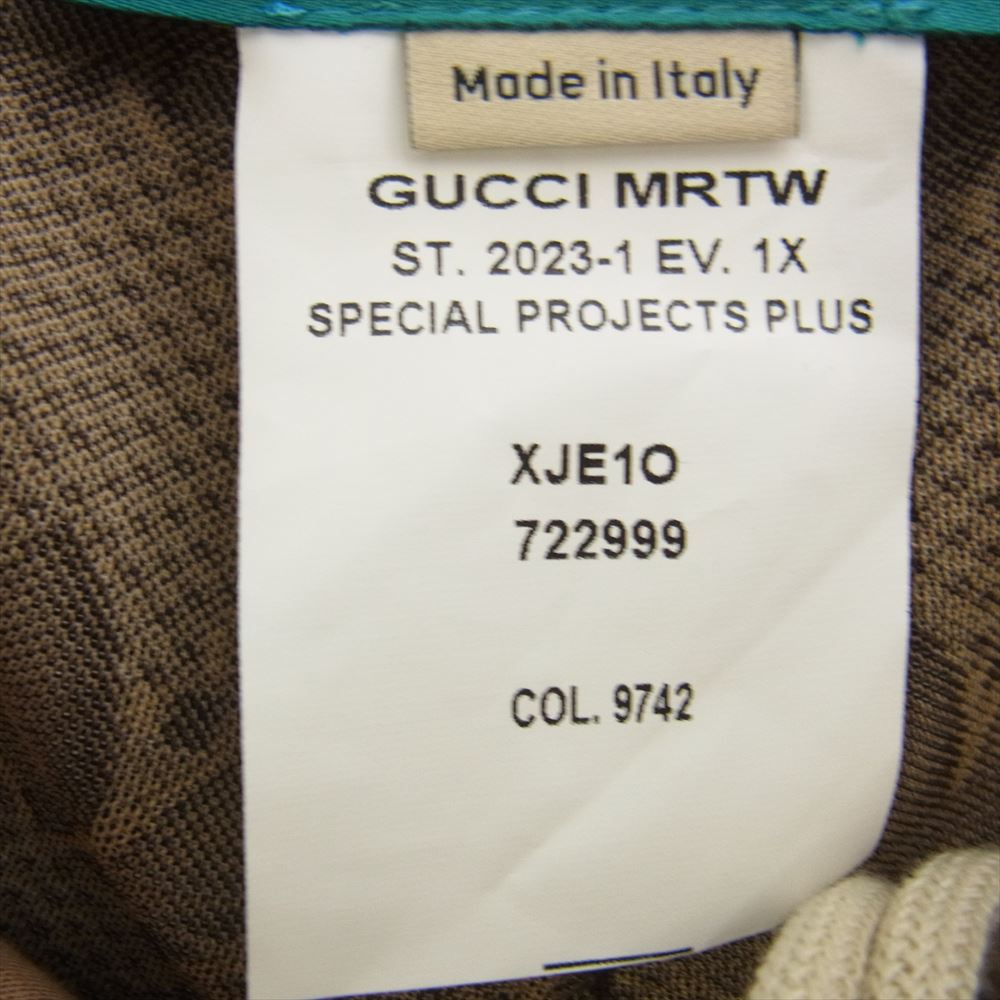 Made in Italy
GUCCI MRTW
ST. 2023-1 EV. 1X
SPECIAL PROJECTS PLUS
XJE1O
722999
COL. 9742